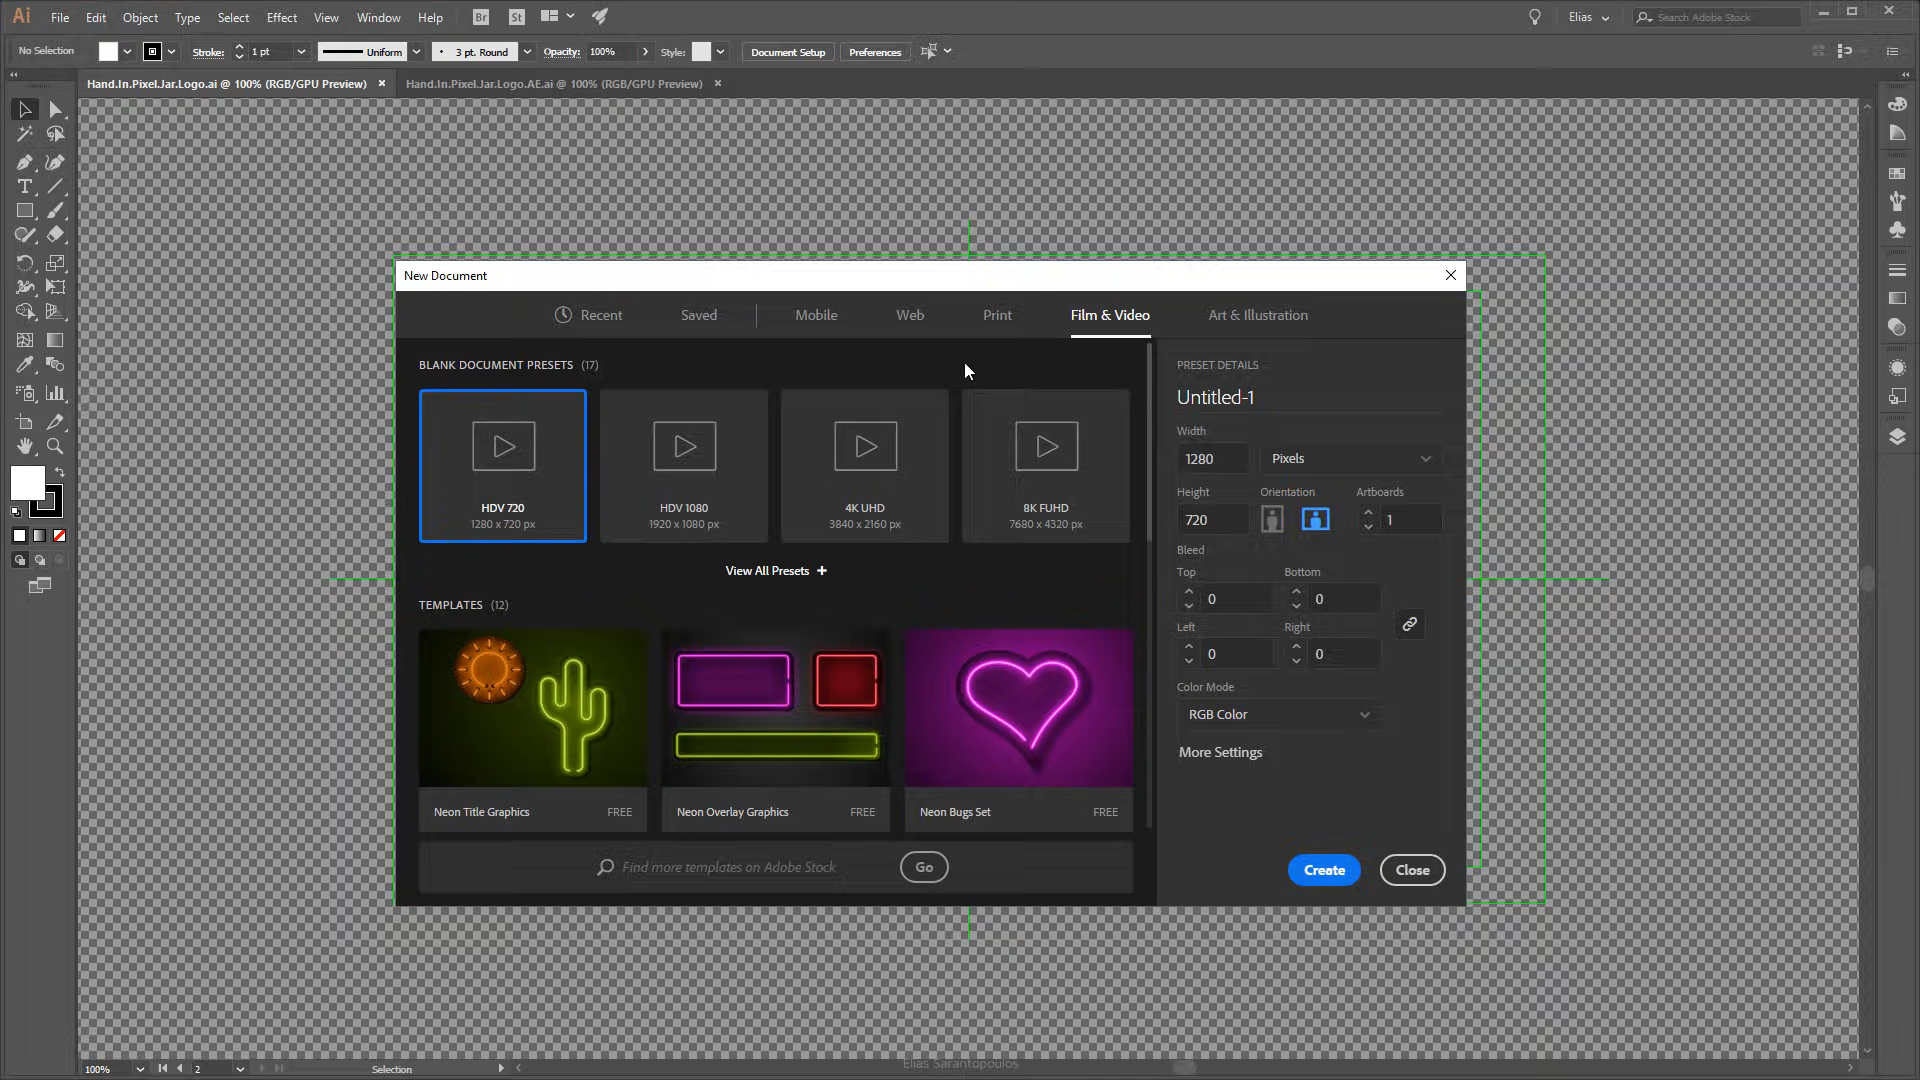 Ai File Edit Object Type Select Effect View Window Help Br St Elias Search Adobe Stock
No Selection Stroke: 1 pt Uniform 3 pt. Round Opacity: 100% Style: Document Setup Preferences
Hand.In.Pixel.Jar.Logo.ai @ 100% (RGB/GPU Preview) Hand.In.Pixel.Jar.Logo.AE.ai @ 100% (RGB/GPU Preview)
New Document
Recent Saved Mobile Web Print Film & Video Art & Illustration
BLANK DOCUMENT PRESETS (17)
HDV 720
1280 x 720 px
HDV 1080
1920 x 1080 px
4K UHD
3840 x 2160 px
8K FUHD
7680 x 4320 px
View All Presets +
TEMPLATES (12)
Neon Title Graphics FREE
Neon Overlay Graphics FREE
Neon Bugs Set FREE
Find more templates on Adobe Stock Go
PRESET DETAILS
Untitled-1
Width
1280 Pixels
Height Orientation Artboards
720 1
Bleed
Top Bottom
0 0
Left Right
0 0
Color Mode
RGB Color
More Settings
Create Close
100% 2 Selection
Elias Sarantopoulos